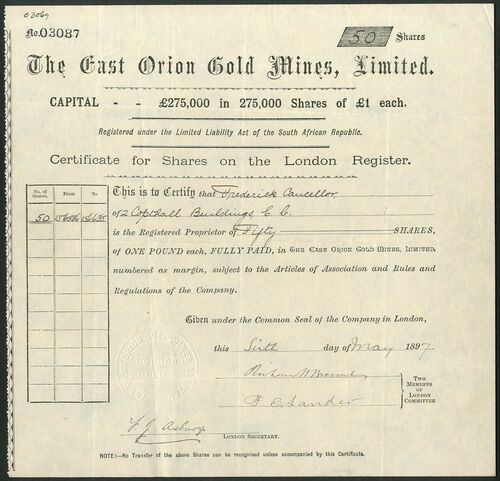 03069
No. 03087
50 Shares
The East Orion Gold Mines, Limited.
CAPITAL - - £275,000 in 275,000 Shares of £1 each.
Registered under the Limited Liability Act of the South African Republic.
Certificate for Shares on the London Register.
No. of Shares. From To
50
This is to Certify that Frederick Cancellor
of 2 Copthall Buildings E C
is the Registered Proprietor of Fifty SHARES,
of ONE POUND each, FULLY PAID, in THE EAST ORION GOLD MINES, LIMITED,
numbered as margin, subject to the Articles of Association and Rules and
Regulations of the Company.
Given under the Common Seal of the Company in London,
this Sixth day of May 1897
TWO MEMBERS OF LONDON COMMITTEE
LONDON SECRETARY.
NOTE:—No Transfer of the above Shares can be recognised unless accompanied by this Certificate.